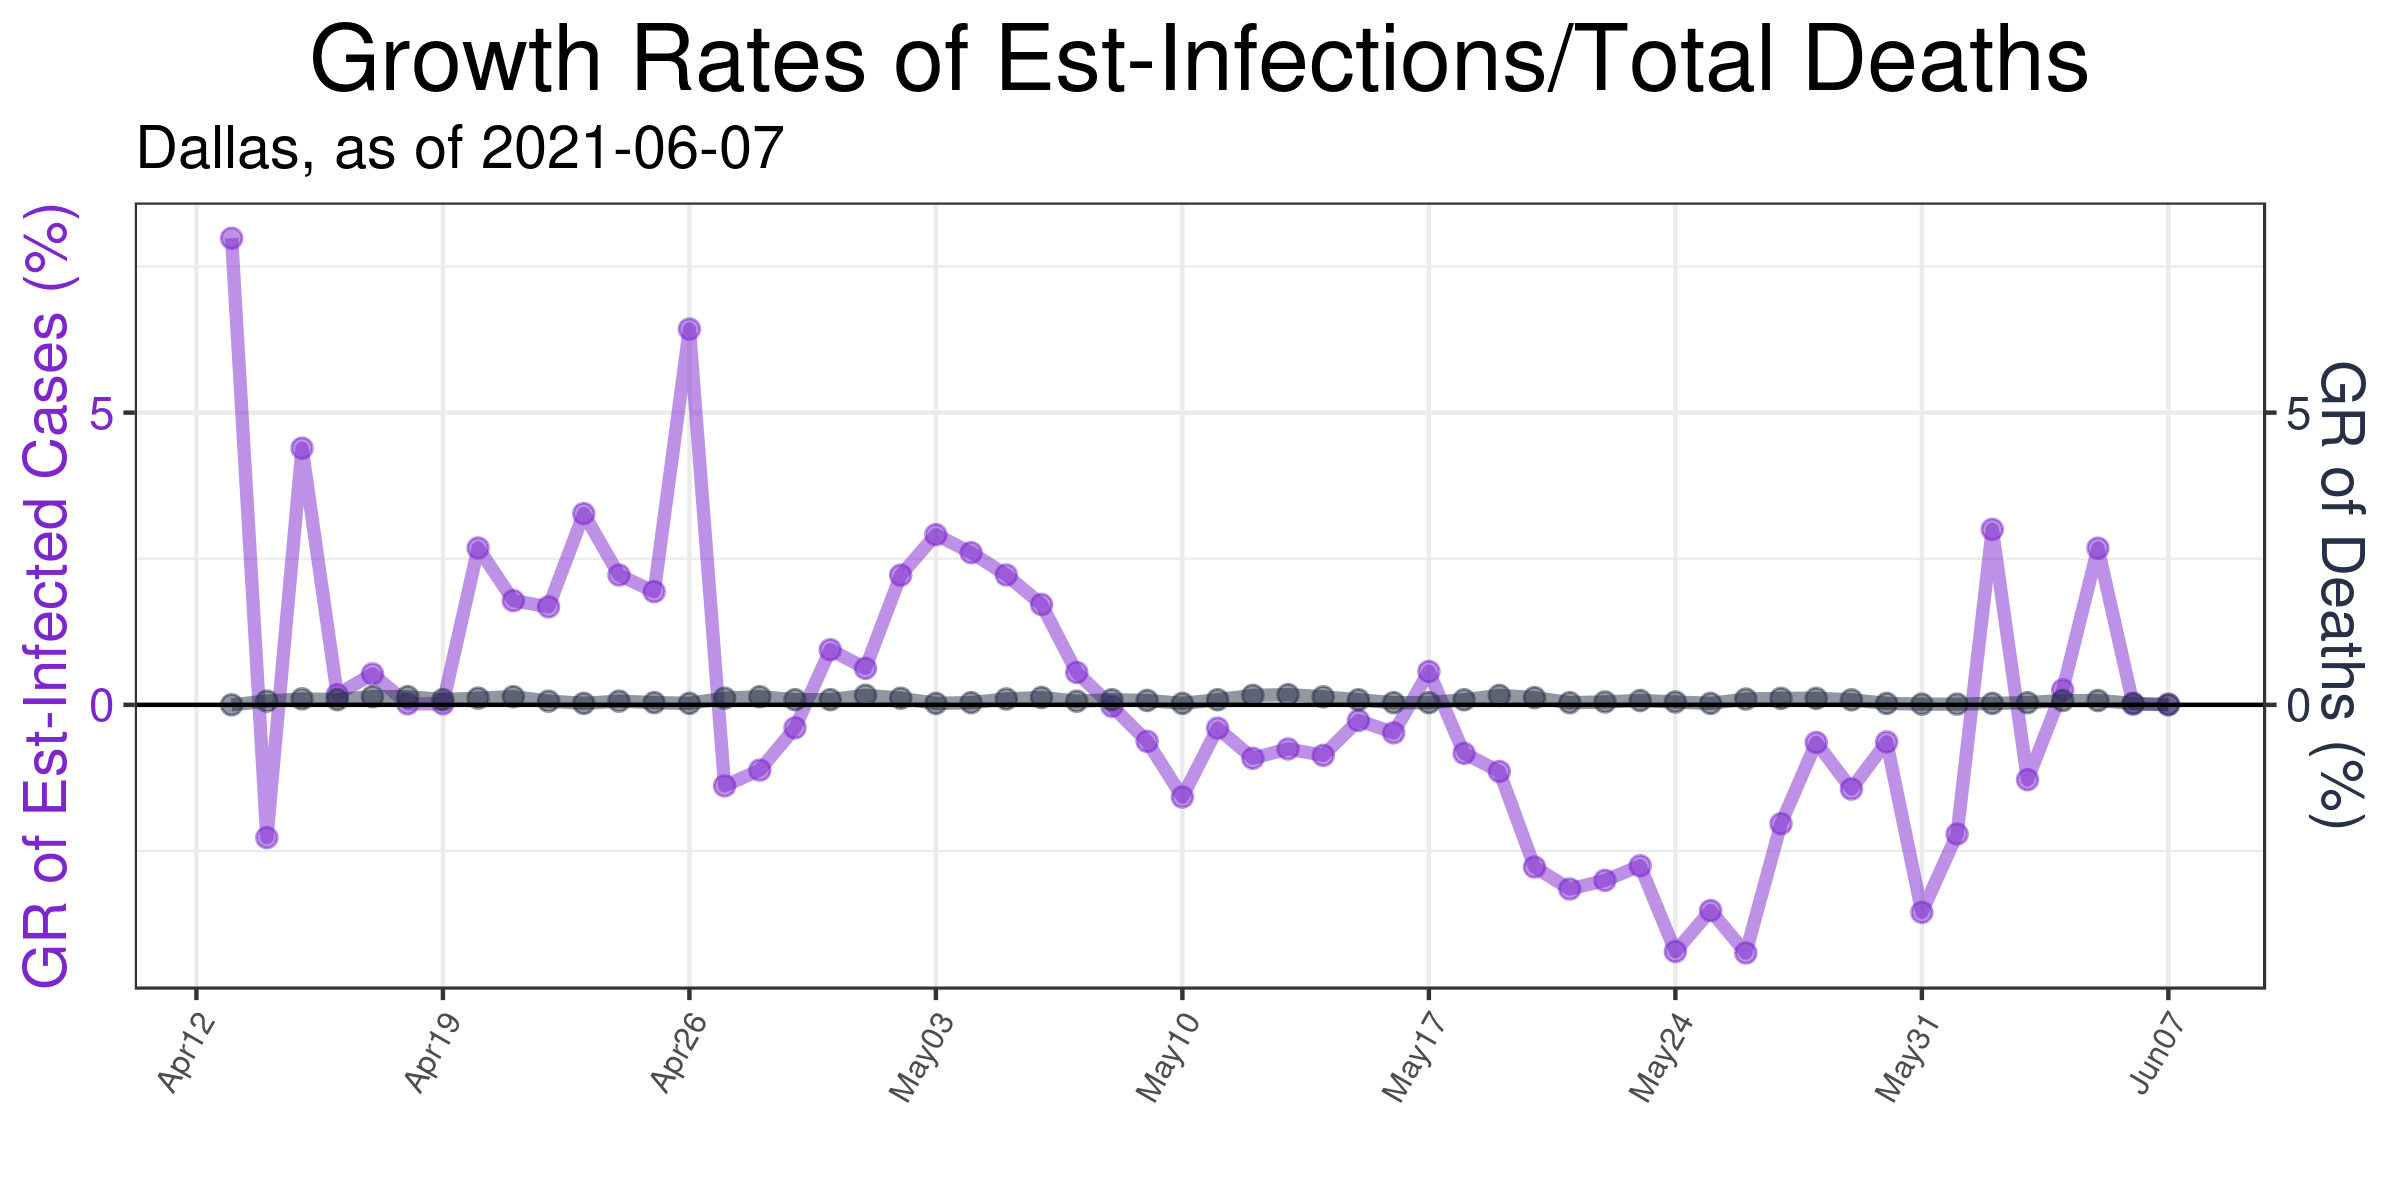 Growth Rates of Est-Infections/Total Deaths
Dallas, as of 2021-06-07
GR of Est-Infected Cases (%)
5
0
5
0
GR of Deaths (%)
Apr12
Apr19
Apr26
May03
May10
May17
May24
May31
Jun07